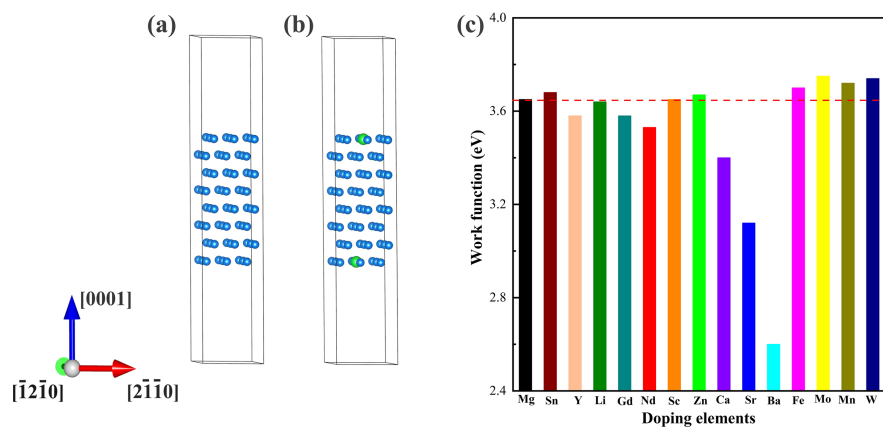 (a)
(b)
(c)
[0001]
[1̅21̅0]
[21̅1̅0]
Work function (eV)
4.0
3.6
3.2
2.8
2.4
Mg Sn Y Li Gd Nd Sc Zn Ca Sr Ba Fe Mo Mn W
Doping elements